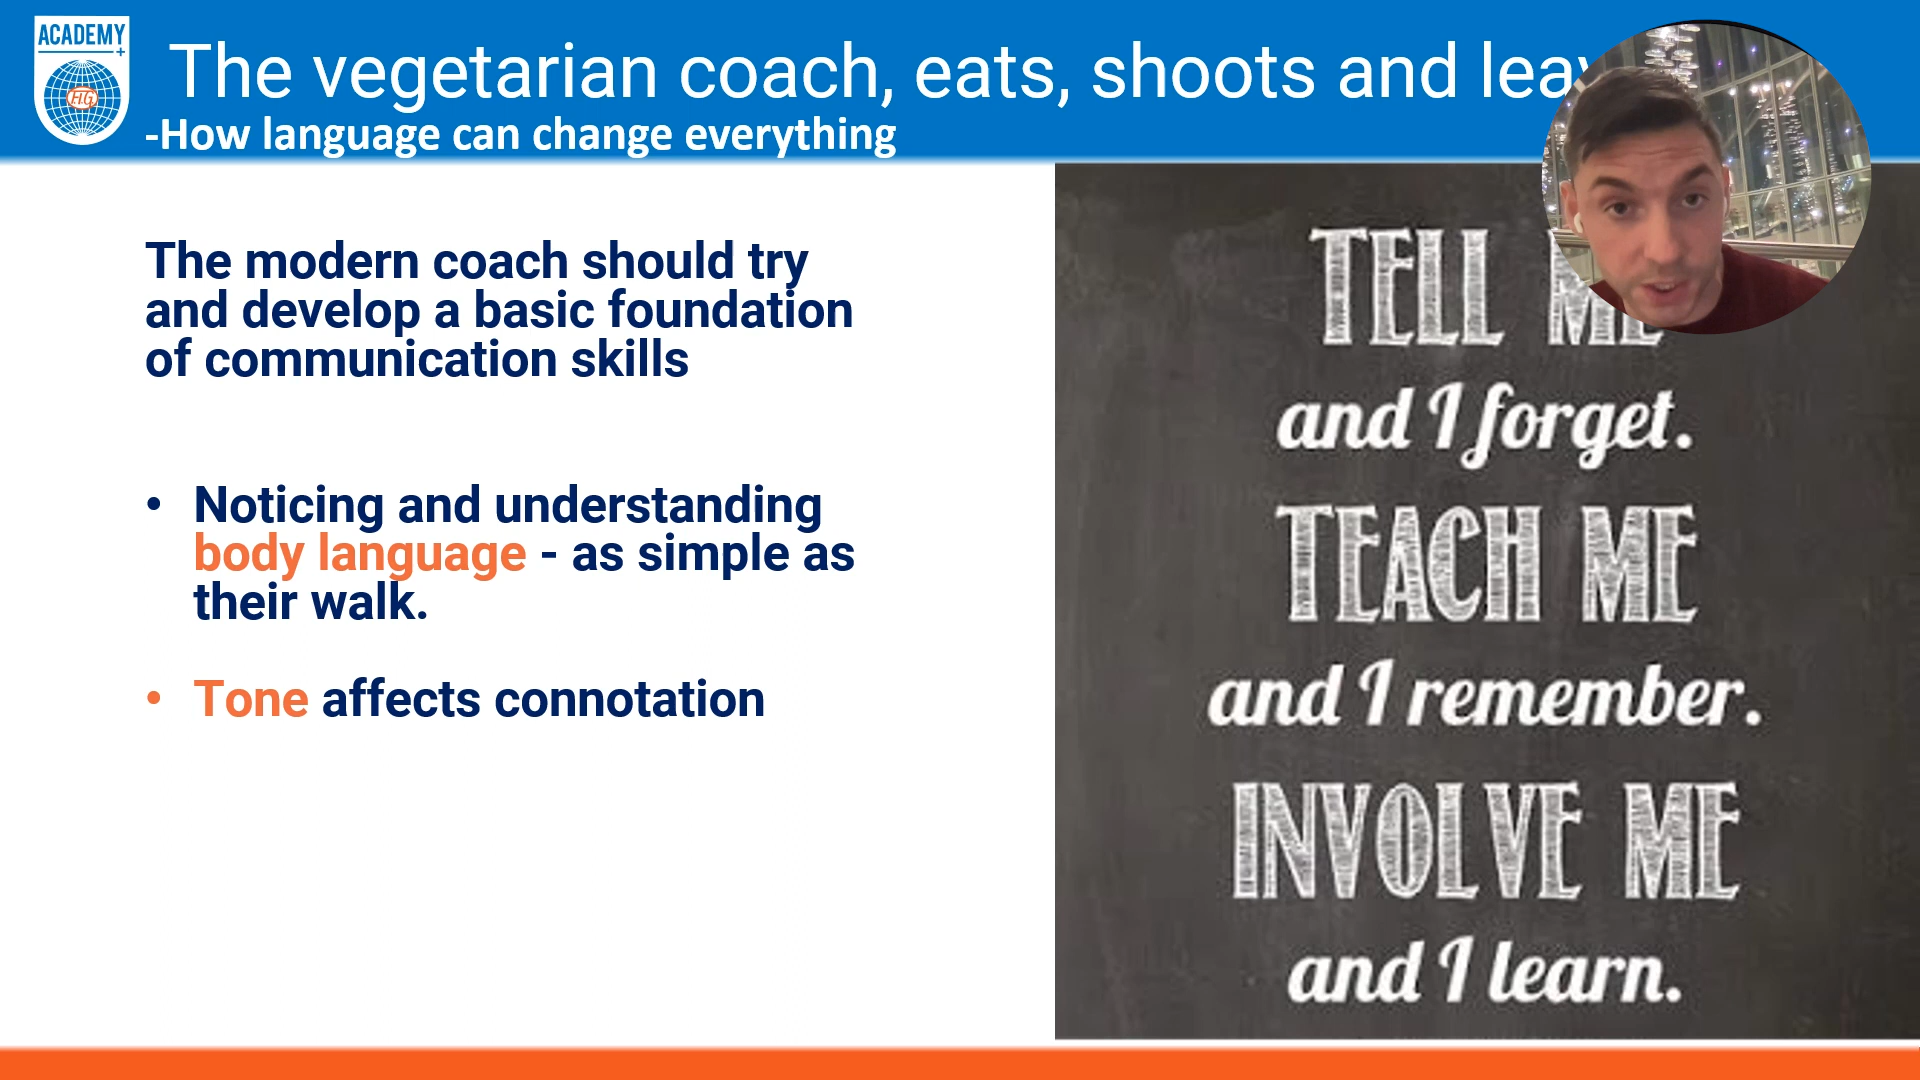 ACADEMY
+
FIG
The vegetarian coach, eats, shoots and
-How language can change everything
The modern coach should try
and develop a basic foundation
of communication skills
• Noticing and understanding
body language - as simple as
their walk.
• Tone affects connotation
TELL ME
and I forget.
TEACH ME
and I remember.
INVOLVE ME
and I learn.